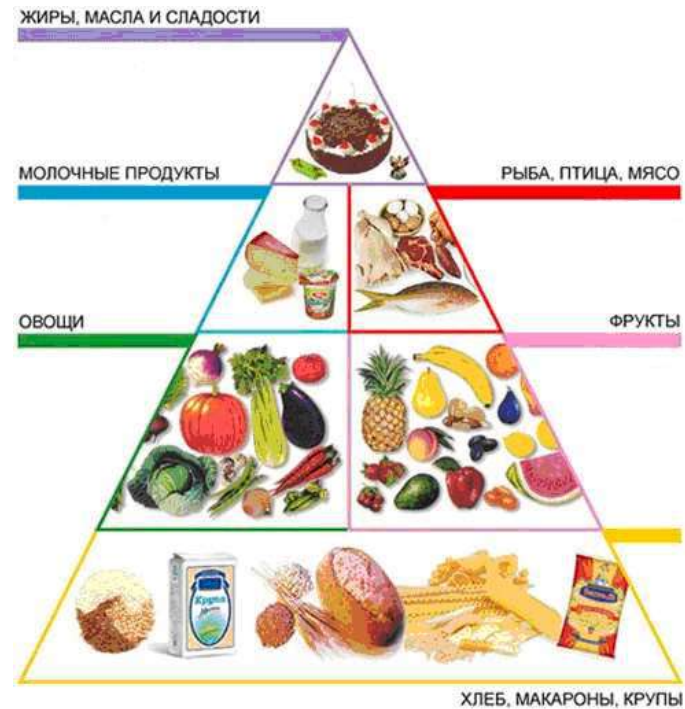 ЖИРЫ, МАСЛА И СЛАДОСТИ
МОЛОЧНЫЕ ПРОДУКТЫ
РЫБА, ПТИЦА, МЯСО
ОВОЩИ
ФРУКТЫ
Крупа
ХЛЕБ, МАКАРОНЫ, КРУПЫ